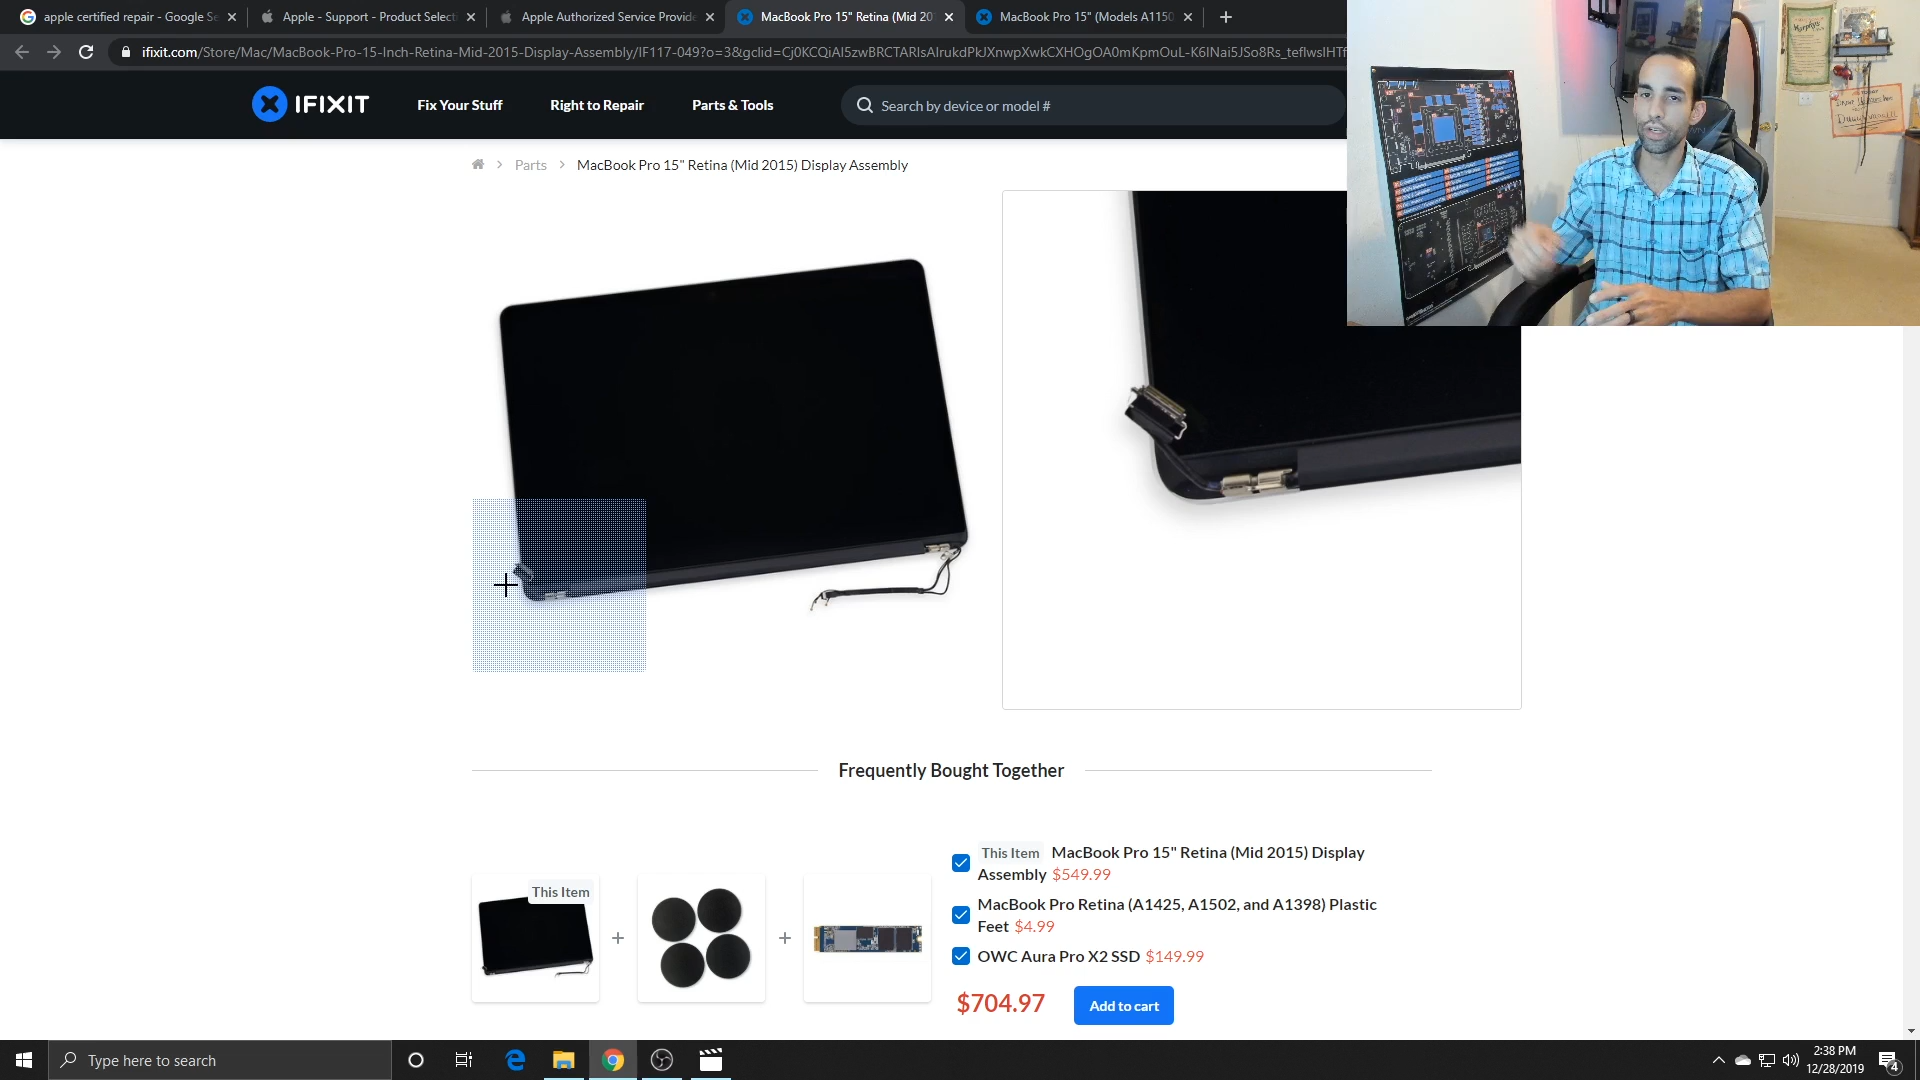 apple certified repair - Google Se
Apple - Support - Product Selecti
Apple Authorized Service Provide
MacBook Pro 15" Retina (Mid 20
MacBook Pro 15" (Models A1150
ifixit.com/Store/Mac/MacBook-Pro-15-Inch-Retina-Mid-2015-Display-Assembly/IF117-049?o=3&gclid=
IFIXIT
Fix Your Stuff
Right to Repair
Parts & Tools
Search by device or model #
Parts
MacBook Pro 15" Retina (Mid 2015) Display Assembly
Frequently Bought Together
This Item
This Item MacBook Pro 15" Retina (Mid 2015) Display
Assembly $549.99
MacBook Pro Retina (A1425, A1502, and A1398) Plastic
Feet $4.99
OWC Aura Pro X2 SSD $149.99
$704.97
Add to cart
Type here to search
2:38 PM
12/28/2019
4